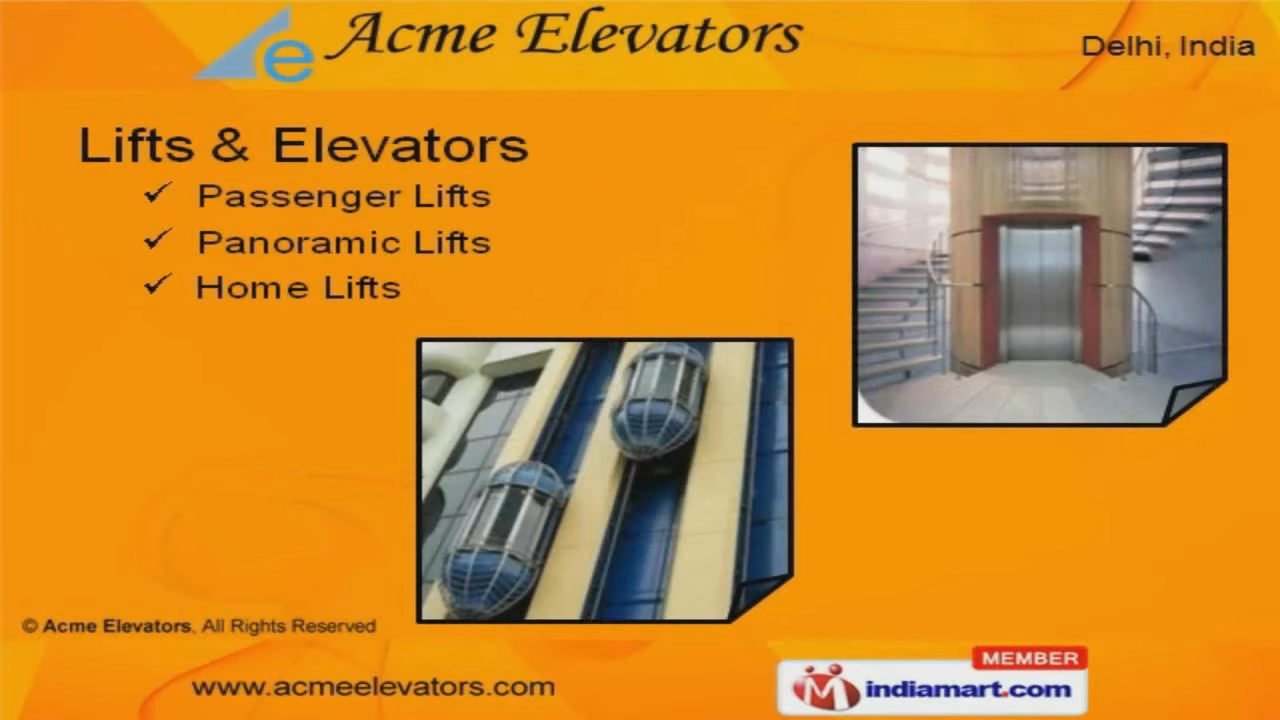 e Acme Elevators
Delhi, India
Lifts & Elevators
✓ Passenger Lifts
✓ Panoramic Lifts
✓ Home Lifts
© Acme Elevators, All Rights Reserved
www.acmeelevators.com
MEMBER
M indiamart.com